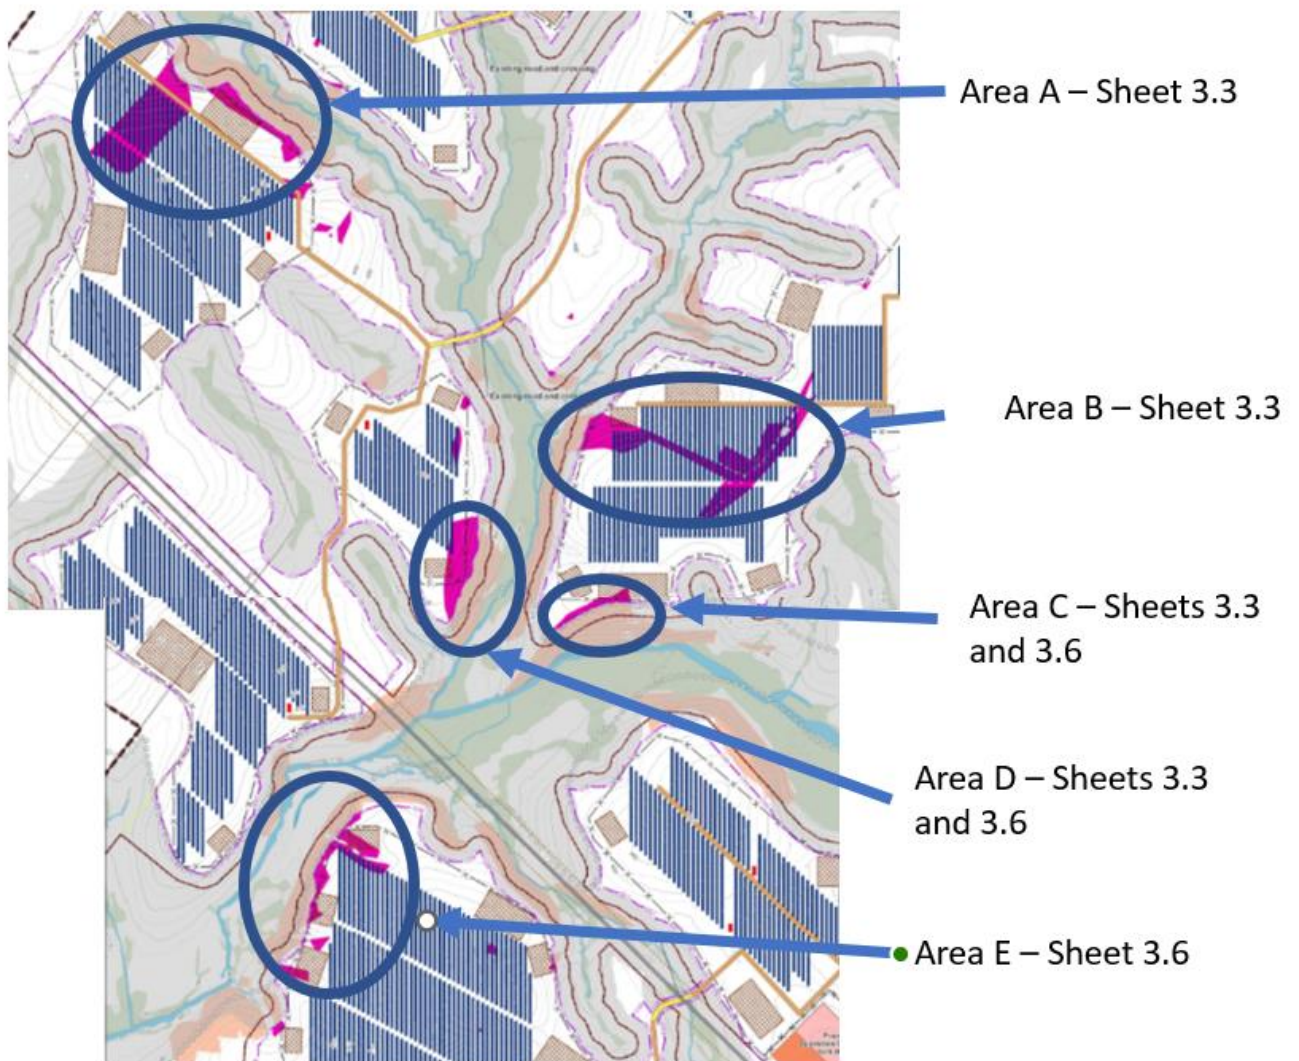 Area A – Sheet 3.3
Area B – Sheet 3.3
Area C – Sheets 3.3
and 3.6
Area D – Sheets 3.3
and 3.6
Area E – Sheet 3.6